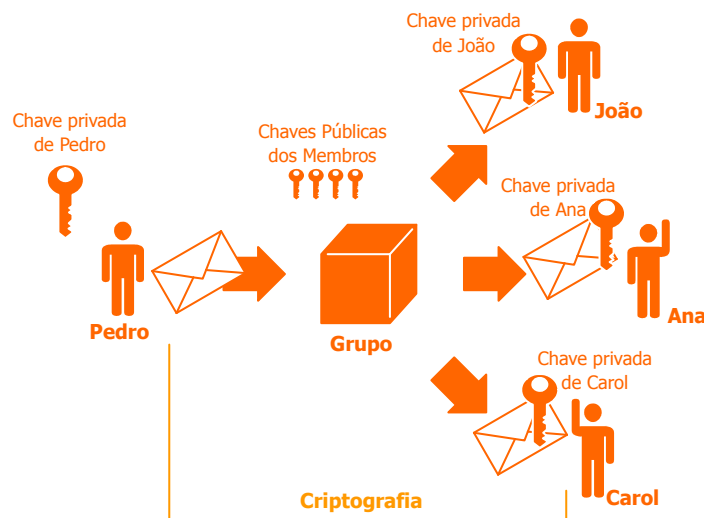 Chave privada
de Pedro
Pedro
Chaves Públicas
dos Membros
Grupo
Chave privada
de João
João
Chave privada
de Ana
Ana
Chave privada
de Carol
Carol
Criptografia